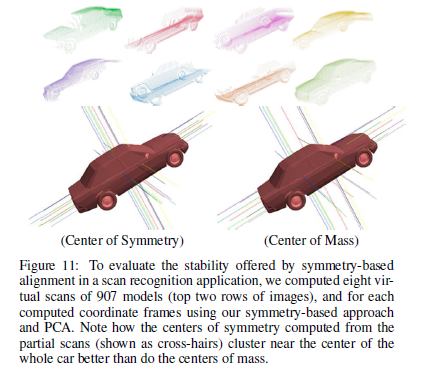 (Center of Symmetry) (Center of Mass)
Figure 11: To evaluate the stability offered by symmetry-based
alignment in a scan recognition application, we computed eight vir-
tual scans of 907 models (top two rows of images), and for each
computed coordinate frames using our symmetry-based approach
and PCA. Note how the centers of symmetry computed from the
partial scans (shown as cross-hairs) cluster near the center of the
whole car better than do the centers of mass.